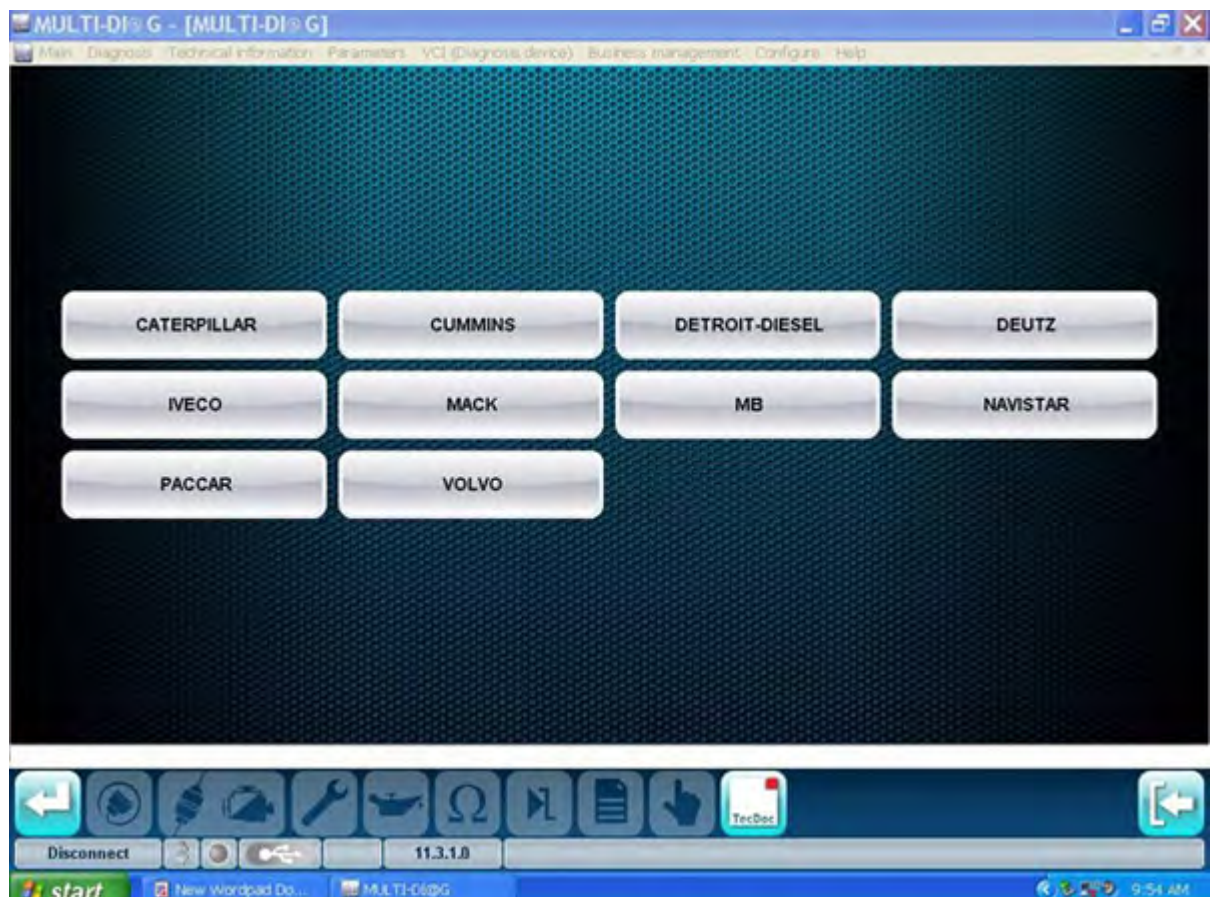 MULTI-DI@G - [MULTI-DI@G]
Main Diagnosis Technical information Parameters VCI (Diagnosis device) Business management Configure Help
CATERPILLAR CUMMINS DETROIT-DIESEL DEUTZ
IVECO MACK MB NAVISTAR
PACCAR VOLVO
TecDoc
Disconnect 11.3.1.0
start New Wordpad Do... MULTI-DI@G 9:54 AM